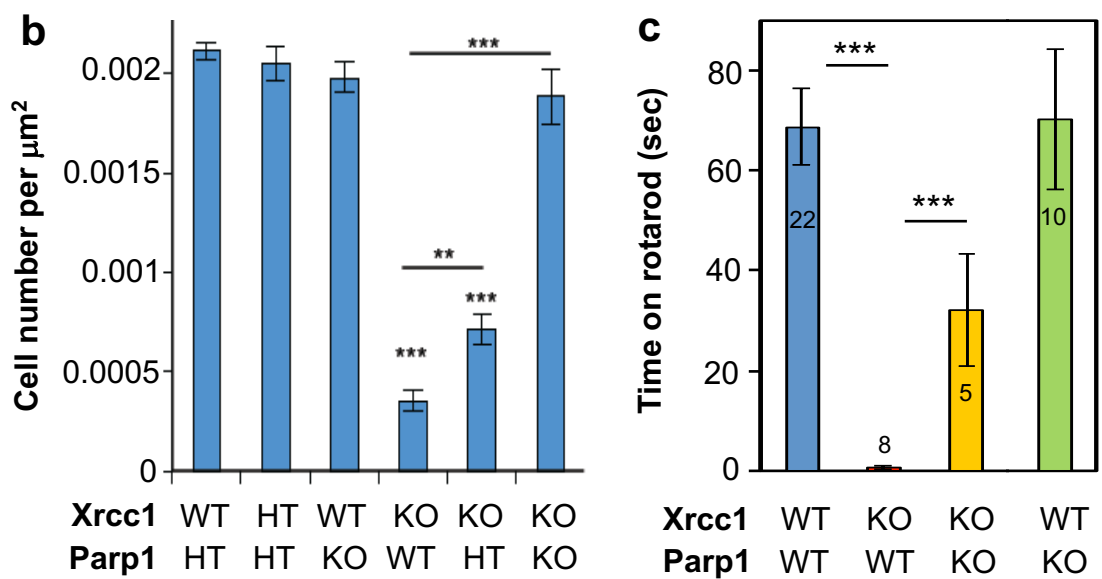 b
Cell number per μm²
0.002
0.0015
0.001
0.0005
0
***
**
***
***
Xrcc1 WT HT WT KO KO KO
Parp1 HT HT KO WT HT KO
c
Time on rotarod (sec)
80
60
40
20
0
***
***
22
8
5
10
Xrcc1 WT KO KO WT
Parp1 WT WT KO KO